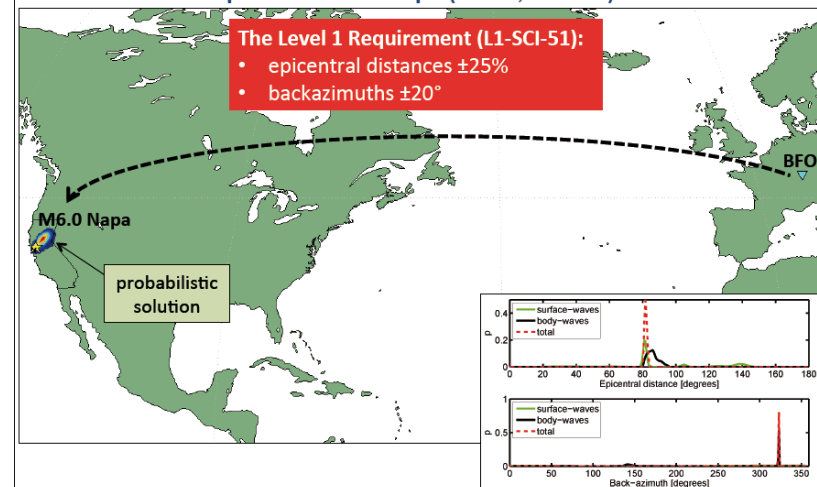 The Level 1 Requirement (L1-SCI-51):
• epicentral distances ±25%
• backazimuths ±20°
BFO
M6.0 Napa
probabilistic
solution
0.4
0.2
0
p
surface-waves
body-waves
total
0 20 40 60 80 100 120 140 160 180
Epicentral distance [degrees]
1
0.5
0
p
surface-waves
body-waves
total
0 50 100 150 200 250 300 350
Back-azimuth [degrees]